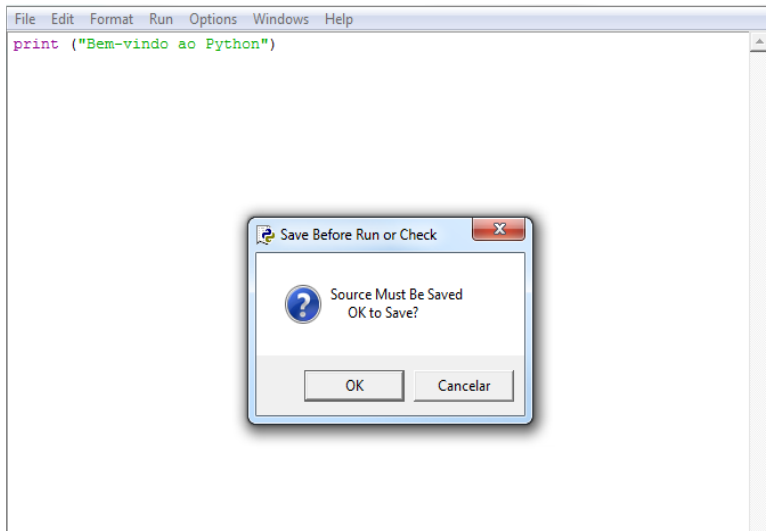 File Edit Format Run Options Windows Help
print ("Bem-vindo ao Python")
Save Before Run or Check
Source Must Be Saved
OK to Save?
OK Cancelar